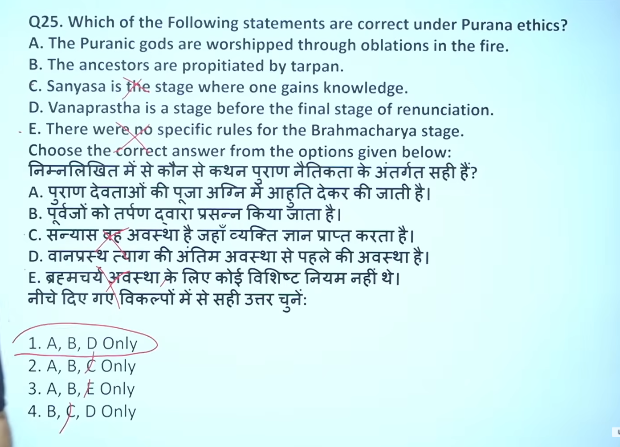 Q25. Which of the Following statements are correct under Purana ethics?
A. The Puranic gods are worshipped through oblations in the fire.
B. The ancestors are propitiated by tarpan.
C. Sanyasa is the stage where one gains knowledge.
D. Vanaprastha is a stage before the final stage of renunciation.
E. There were no specific rules for the Brahmacharya stage.
Choose the correct answer from the options given below:
निम्नलिखित में से कौन से कथन पुराण नैतिकता के अंतर्गत सही हैं?
A. पुराण देवताओं की पूजा अग्नि में आहुति देकर की जाती है।
B. पूर्वजों को तर्पण द्वारा प्रसन्न किया जाता है।
C. सन्यास वह अवस्था है जहाँ व्यक्ति ज्ञान प्राप्त करता है।
D. वानप्रस्थ त्याग की अंतिम अवस्था से पहले की अवस्था है।
E. ब्रह्मचर्य अवस्था के लिए कोई विशिष्ट नियम नहीं थे।
नीचे दिए गए विकल्पों में से सही उत्तर चुनें:
1. A, B, D Only
2. A, B, C Only
3. A, B, E Only
4. B, C, D Only